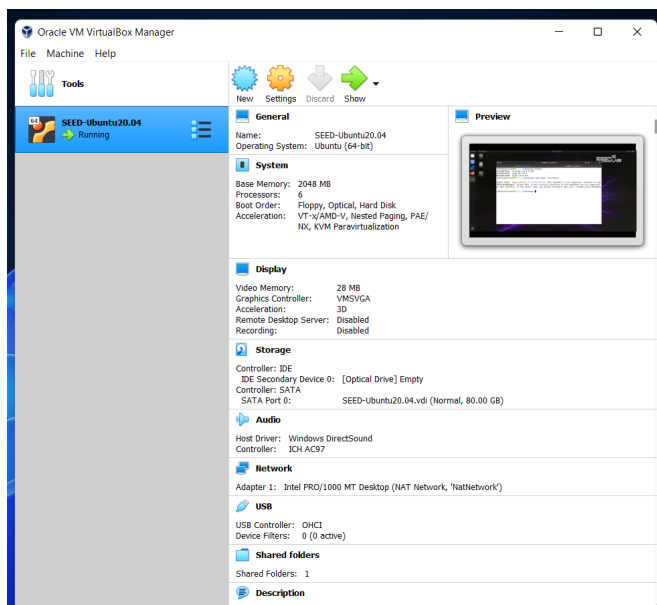 Oracle VM VirtualBox Manager
File Machine Help
Tools
New Settings Discard Show
64
SEED-Ubuntu20.04
Running
General
Name: SEED-Ubuntu20.04
Operating System: Ubuntu (64-bit)
Preview
System
Base Memory: 2048 MB
Processors: 6
Boot Order: Floppy, Optical, Hard Disk
Acceleration: VT-x/AMD-V, Nested Paging, PAE/
NX, KVM Paravirtualization
Display
Video Memory: 28 MB
Graphics Controller: VMSVGA
Acceleration: 3D
Remote Desktop Server: Disabled
Recording: Disabled
Storage
Controller: IDE
IDE Secondary Device 0: [Optical Drive] Empty
Controller: SATA
SATA Port 0: SEED-Ubuntu20.04.vdi (Normal, 80.00 GB)
Audio
Host Driver: Windows DirectSound
Controller: ICH AC97
Network
Adapter 1: Intel PRO/1000 MT Desktop (NAT Network, 'NatNetwork')
USB
USB Controller: OHCI
Device Filters: 0 (0 active)
Shared folders
Shared Folders: 1
Description